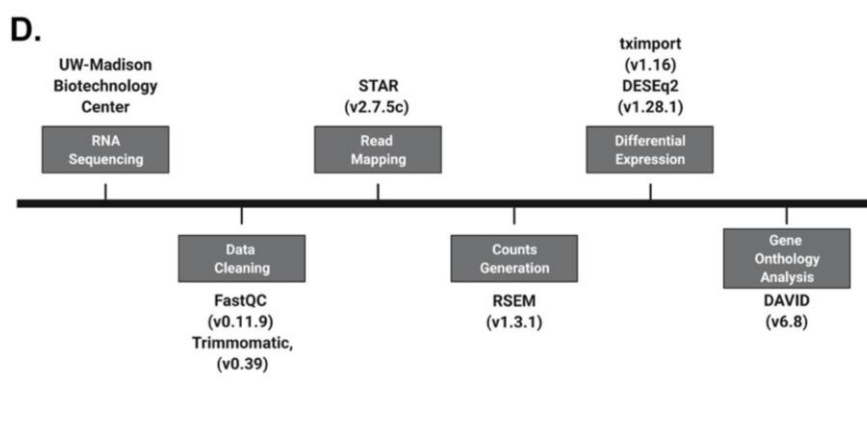 D.
UW-Madison
Biotechnology
Center
RNA
Sequencing
Data
Cleaning
FastQC
(v0.11.9)
Trimmomatic,
(v0.39)
STAR
(v2.7.5c)
Read
Mapping
Counts
Generation
RSEM
(v1.3.1)
tximport
(v1.16)
DESEq2
(v1.28.1)
Differential
Expression
Gene
Onthology
Analysis
DAVID
(v6.8)